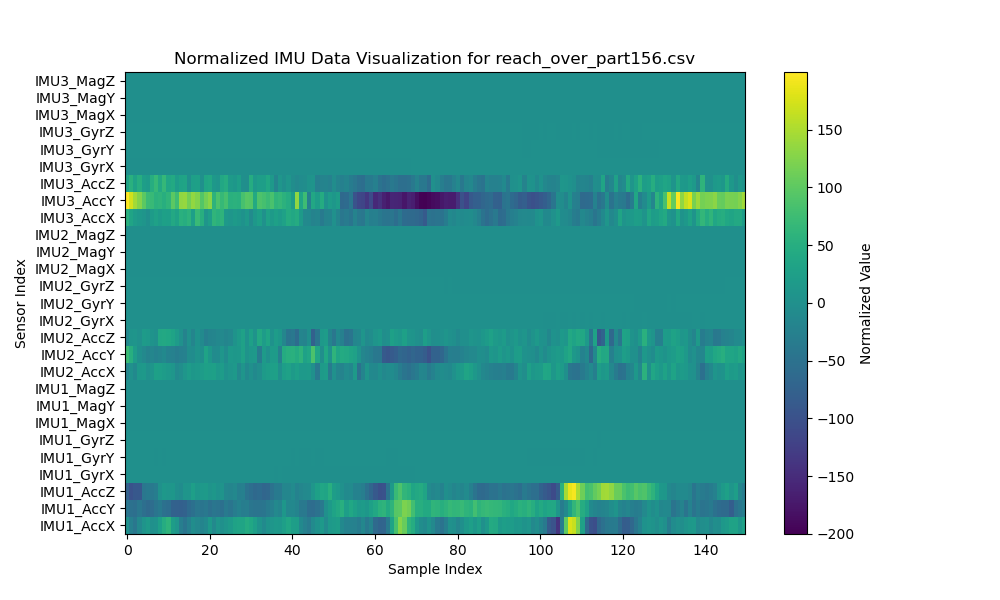 Normalized IMU Data Visualization for reach_over_part156.csv
IMU3_MagZ
IMU3_MagY
IMU3_MagX
IMU3_GyrZ
IMU3_GyrY
IMU3_GyrX
IMU3_AccZ
IMU3_AccY
IMU3_AccX
IMU2_MagZ
IMU2_MagY
IMU2_MagX
IMU2_GyrZ
IMU2_GyrY
IMU2_GyrX
IMU2_AccZ
IMU2_AccY
IMU2_AccX
IMU1_MagZ
IMU1_MagY
IMU1_MagX
IMU1_GyrZ
IMU1_GyrY
IMU1_GyrX
IMU1_AccZ
IMU1_AccY
IMU1_AccX
Sensor Index
0 20 40 60 80 100 120 140
Sample Index
150
100
50
0
−50
−100
−150
−200
Normalized Value